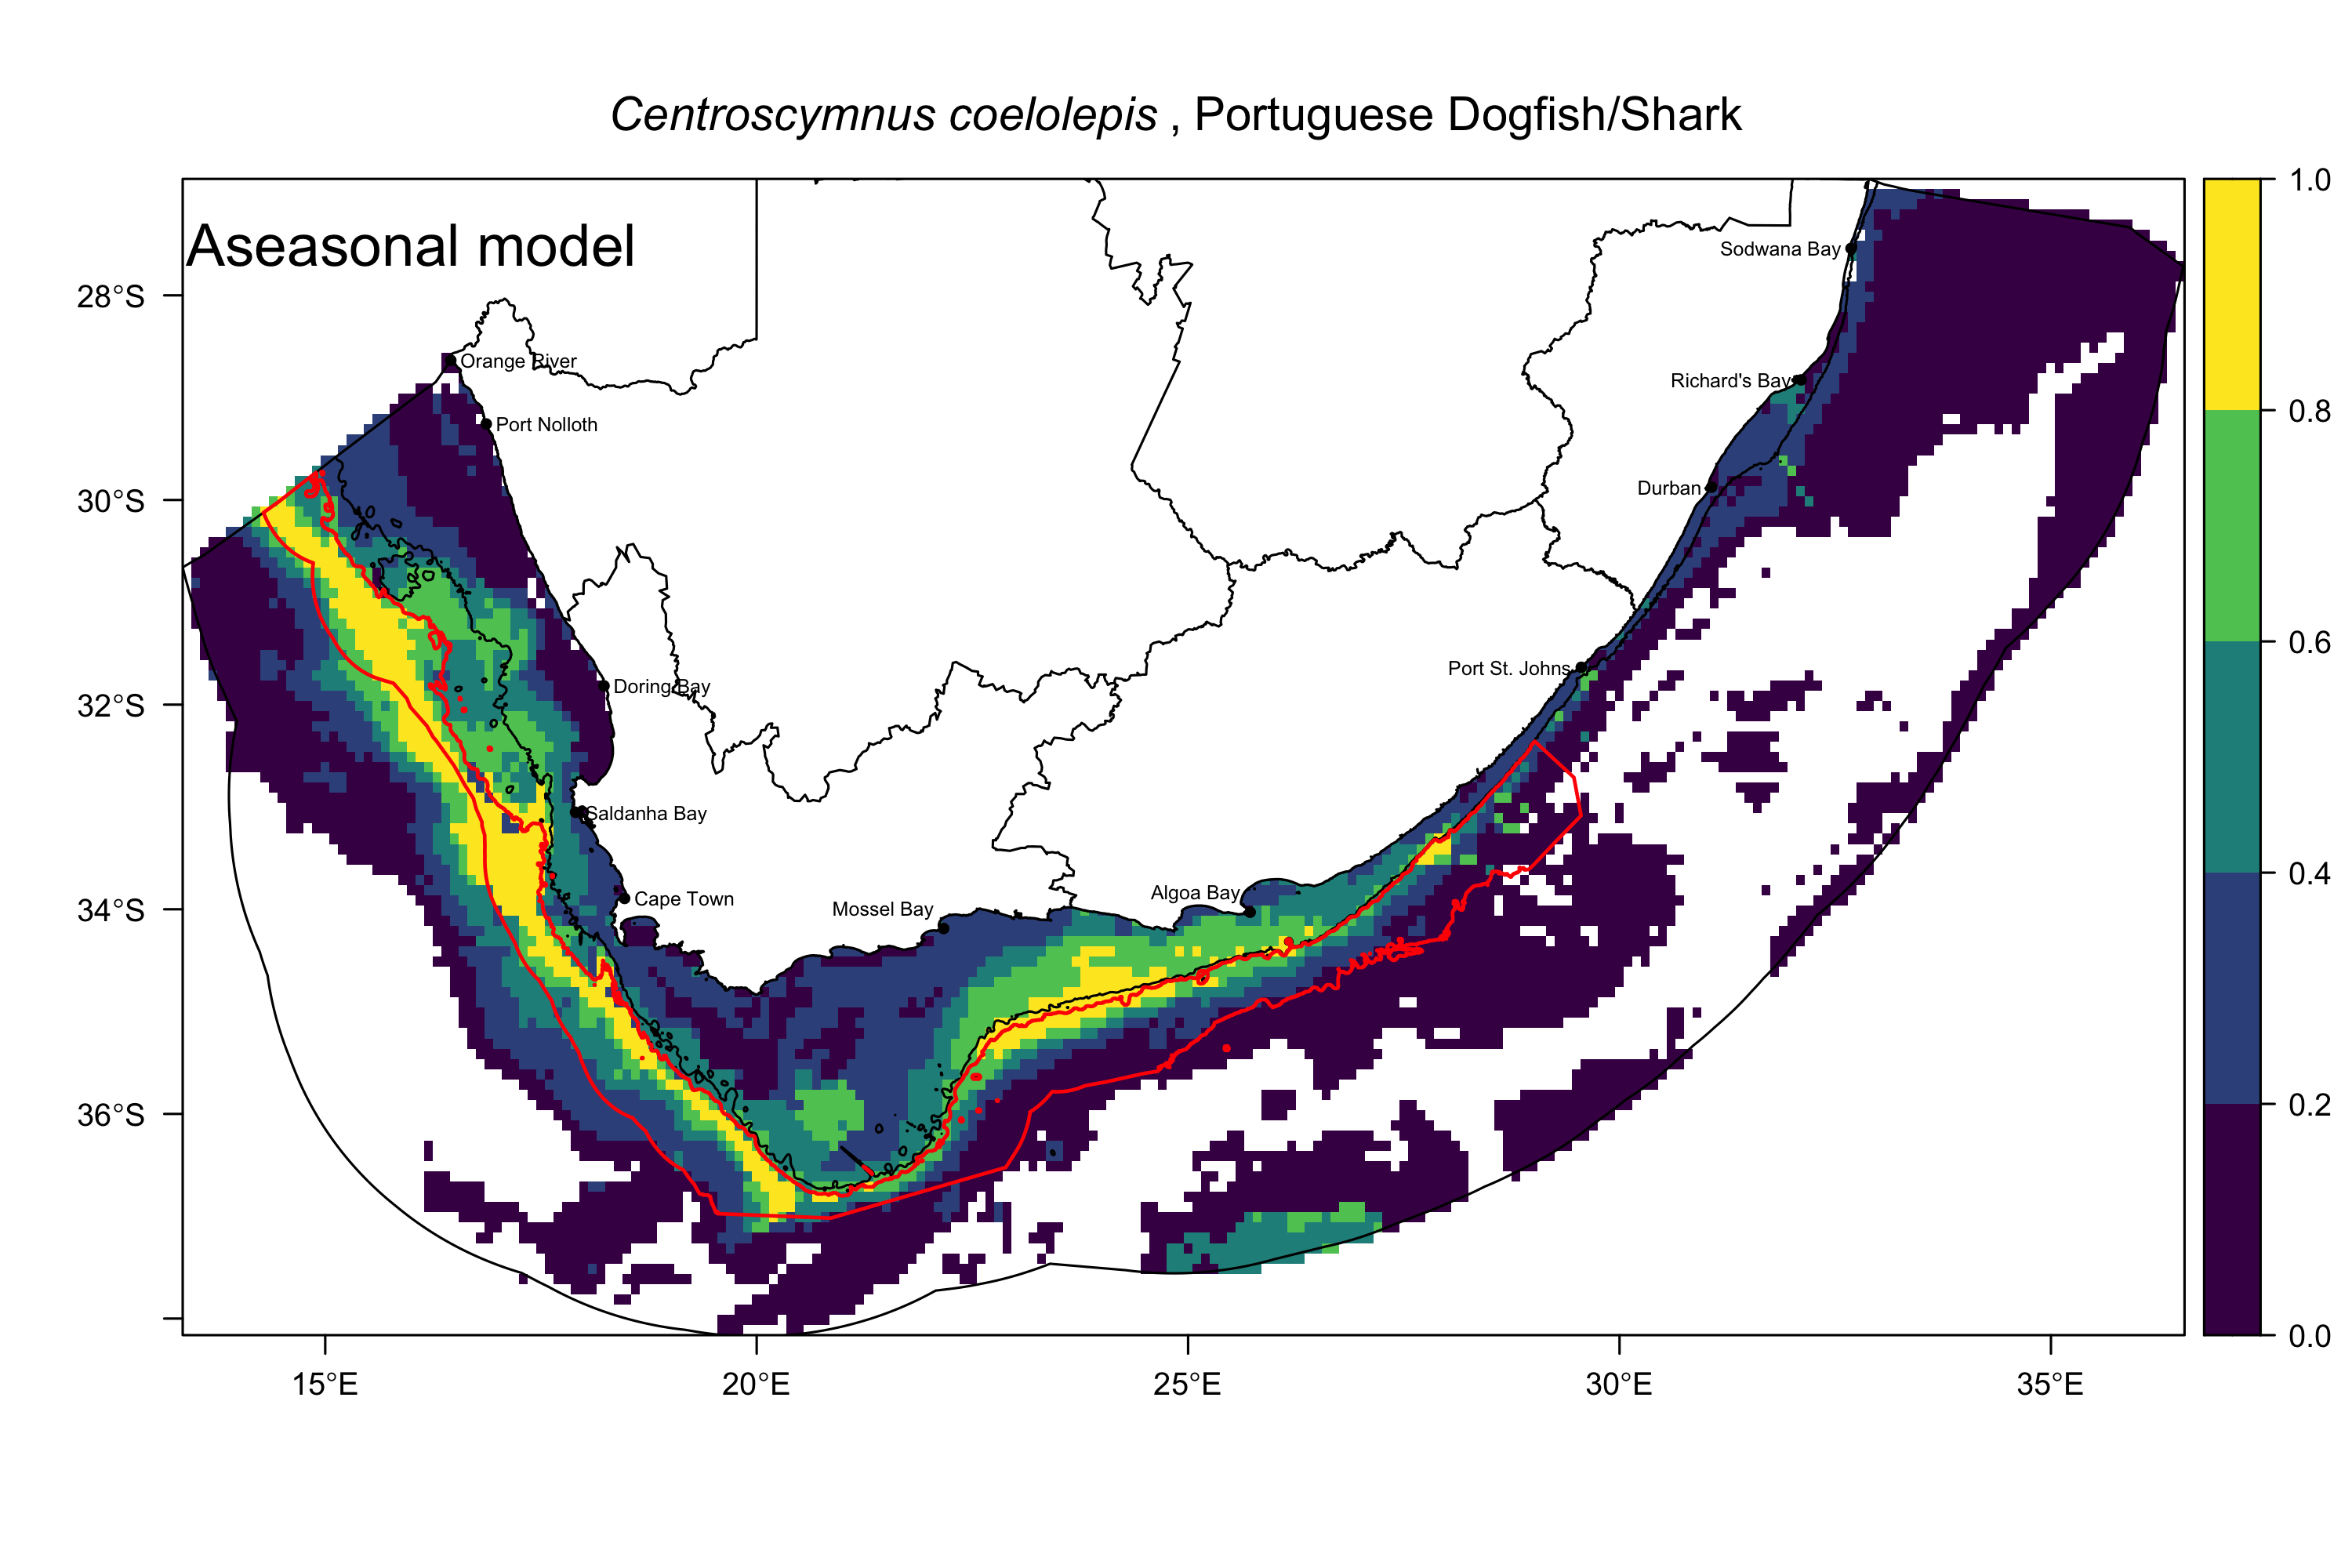 Centroscymnus coelolepis , Portuguese Dogfish/Shark
Aseasonal model
1.0
0.8
0.6
0.4
0.2
0.0
28°S
30°S
32°S
34°S
36°S
Sodwana Bay
Orange River
Richard's Bay
Port Nolloth
Durban
Port St. Johns
Doring Bay
Saldanha Bay
Cape Town
Algoa Bay
Mossel Bay
15°E
20°E
25°E
30°E
35°E